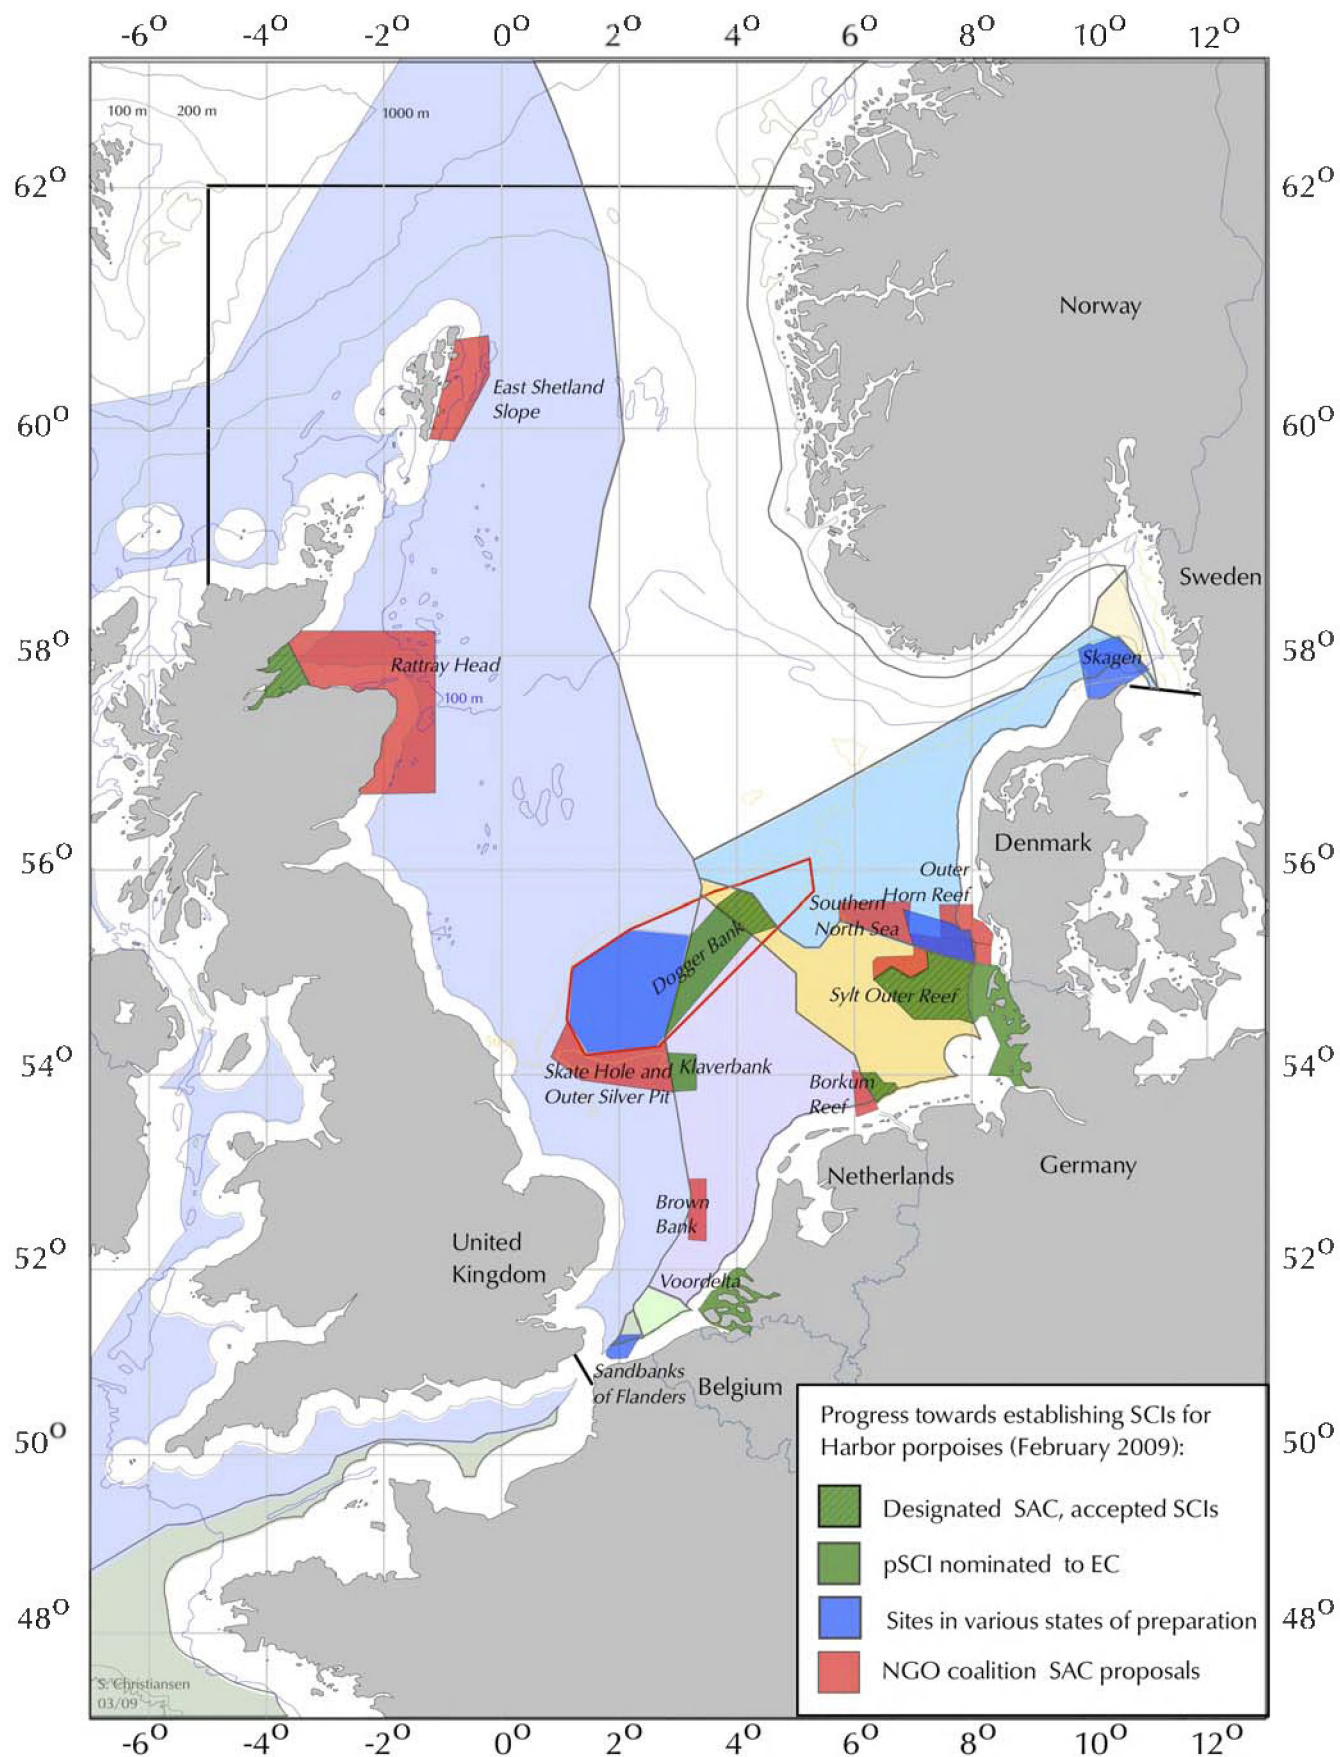 -6° -4° -2° 0° 2° 4° 6° 8° 10° 12°
100 m 200 m 1000 m
62° 62°
Norway
East Shetland
Slope
60° 60°
Sweden
58° 58°
Rattray Head
Skagen
100 m
Denmark
56° 56°
Outer
Horn Reef
Southern
North Sea
Dogger Bank
Sylt Outer Reef
54° 54°
Skate Hole and
Outer Silver Pit
Klaverbank
Borkum
Reef
Germany
Netherlands
Brown
Bank
United
Kingdom
52° 52°
Voordelta
Sandbanks
of Flanders
Belgium
50° 50°
Progress towards establishing SCIs for
Harbor porpoises (February 2009):
Designated SAC, accepted SCIs
pSCI nominated to EC
Sites in various states of preparation
NGO coalition SAC proposals
48° 48°
S. Christiansen
03/09
-6° -4° -2° 0° 2° 4° 6° 8° 10° 12°